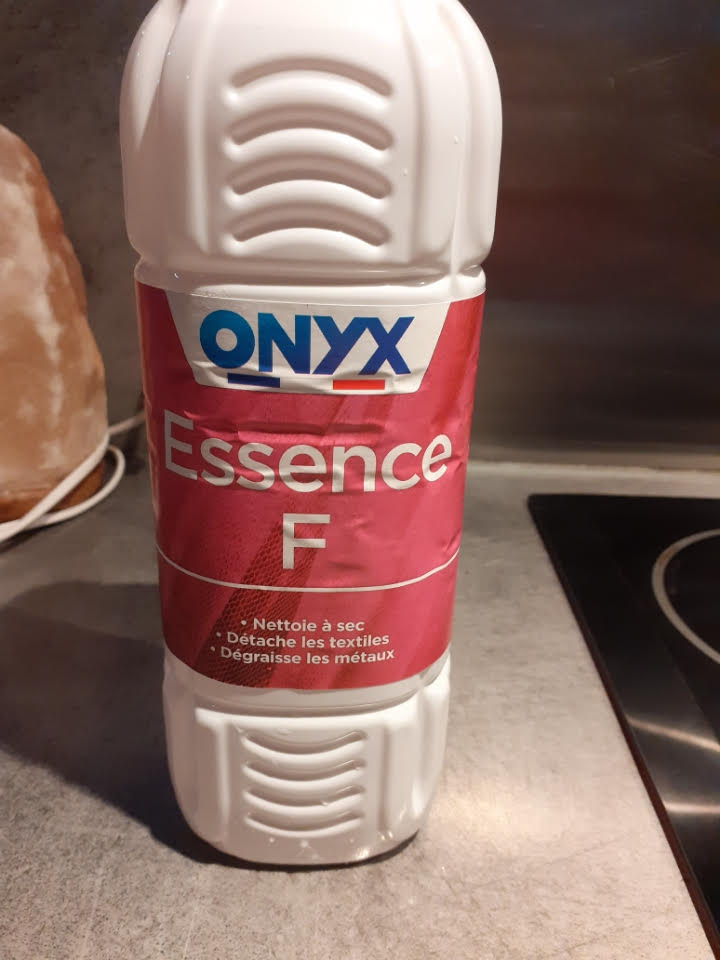 ONYX
Essence
F
• Nettoie à sec
• Détache les textiles
• Dégraisse les métaux